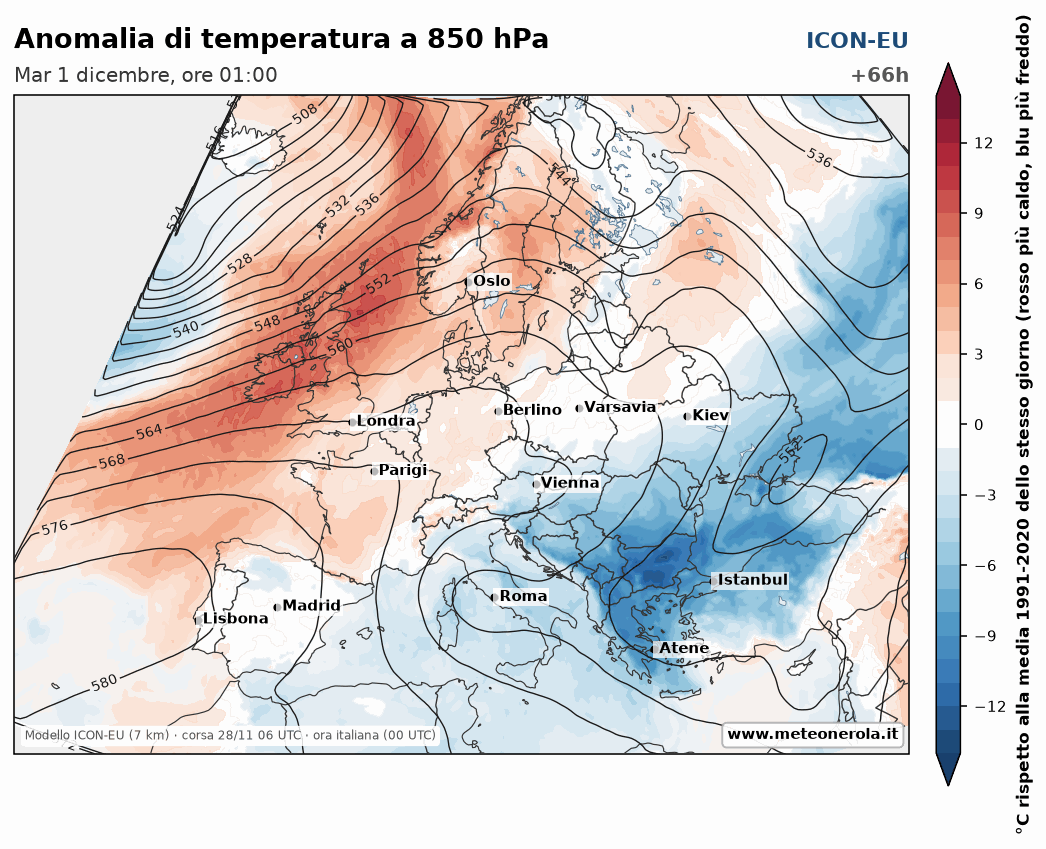 Anomalia di temperatura a 850 hPa
ICON-EU
Mar 1 dicembre, ore 01:00
+66h
508
516
524
532
536
528
540
548
552
560
544
536
564
568
576
580
552
Oslo
Londra
Berlino
Varsavia
Kiev
Parigi
Vienna
Istanbul
Roma
Madrid
Lisbona
Atene
Modello ICON-EU (7 km) · corsa 28/11 06 UTC · ora italiana (00 UTC)
www.meteonerola.it
12
9
6
3
0
−3
−6
−9
−12
°C rispetto alla media 1991-2020 dello stesso giorno (rosso più caldo, blu più freddo)